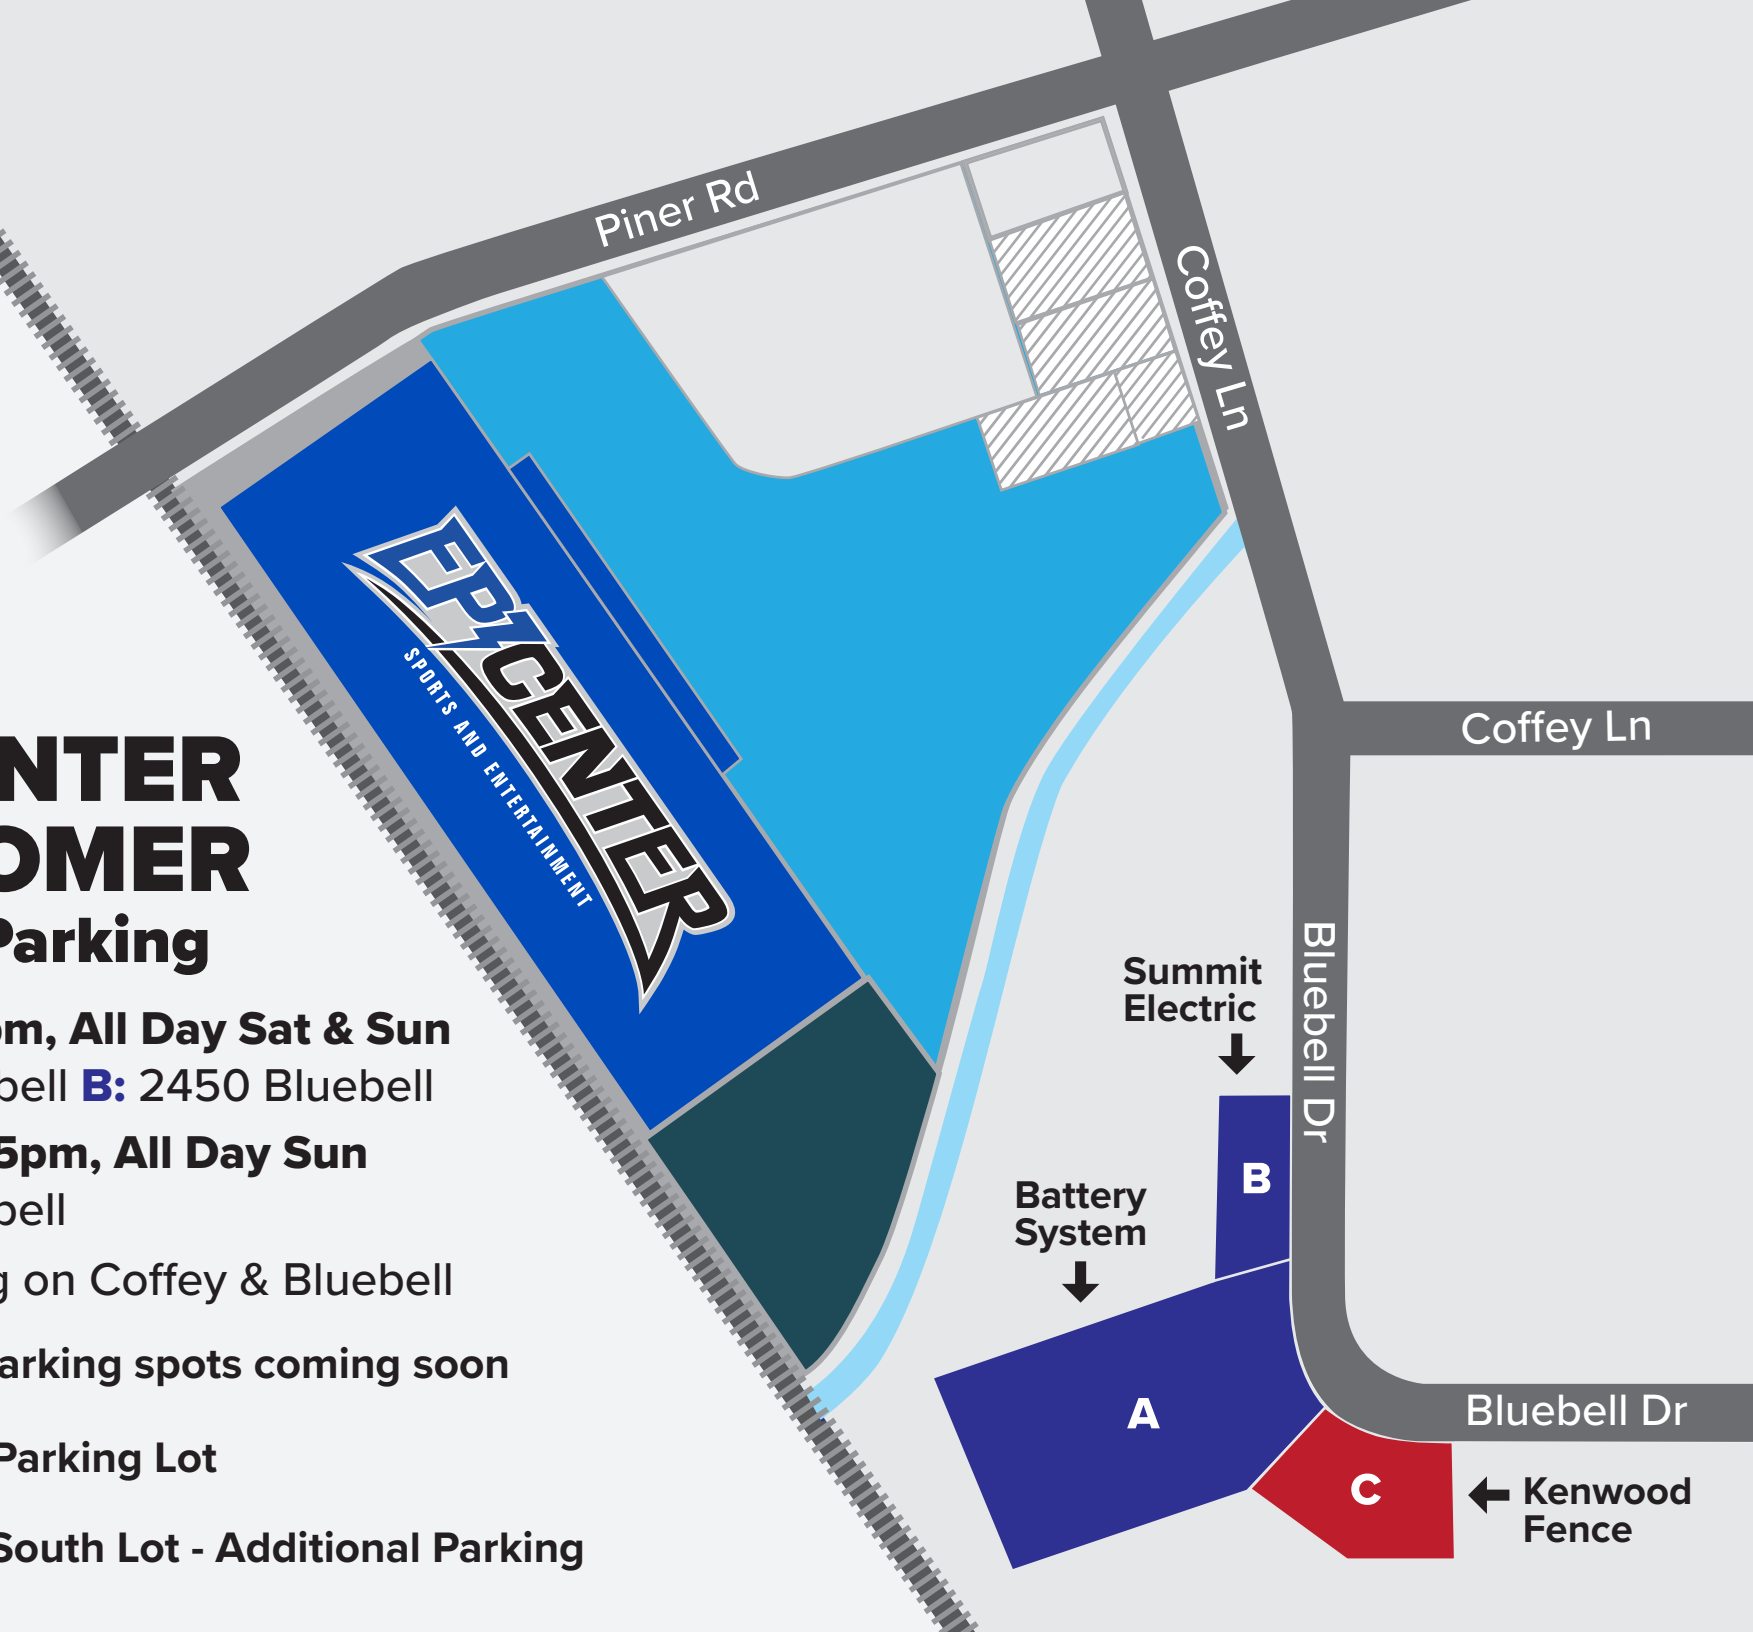 Piner Rd
Coffey Ln
EPICENTER
SPORTS AND ENTERTAINMENT
Coffey Ln
NTER
OMER
Parking
pm, All Day Sat & Sun
bell B: 2450 Bluebell
5pm, All Day Sun
bell
g on Coffey & Bluebell
arking spots coming soon
Parking Lot
South Lot - Additional Parking
Bluebell Dr
Summit
Electric
B
Battery
System
A
Bluebell Dr
C
Kenwood
Fence